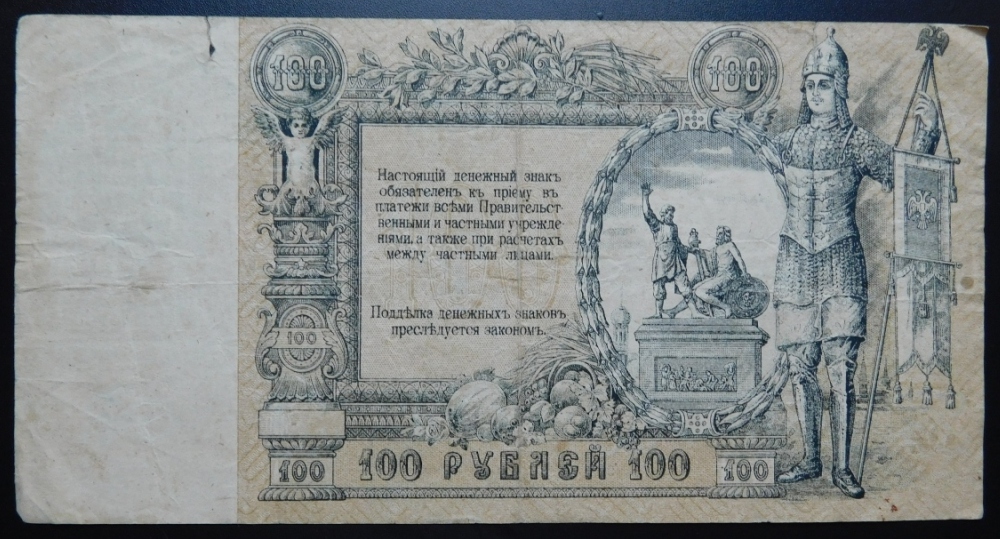 100
100
Настоящій денежный знакъ
обязателенъ къ пріему въ
платежи всѣми Правительст-
венными и частными учрежде-
ніями, а также при расчетахъ
между частными лицами.
Поддѣлка денежныхъ знаковъ
преслѣдуется закономъ.
100
100
100 РУБЛЕЙ 100
100